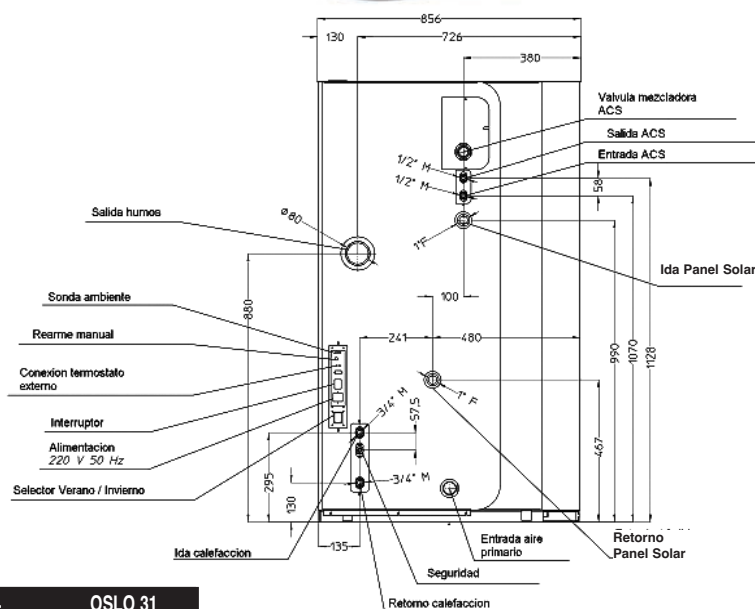 856
130
726
380
Valvula mezcladora
ACS
Salida ACS
Entrada ACS
1/2" M
1/2" M
58
Salida humos
ø80
1"F
Ida Panel Solar
100
Sonda ambiente
880
241
480
990
1070
1128
Rearme manual
Conexion termostato
externo
1" F
3/4" M
57,5
Interruptor
467
Alimentacion
220 V 50 Hz
295
3/4" M
Selector Verano / Invierno
130
135
Entrada aire
primario
Retorno
Panel Solar
Ida calefaccion
Seguridad
OSLO 31
Retorno calefaccion